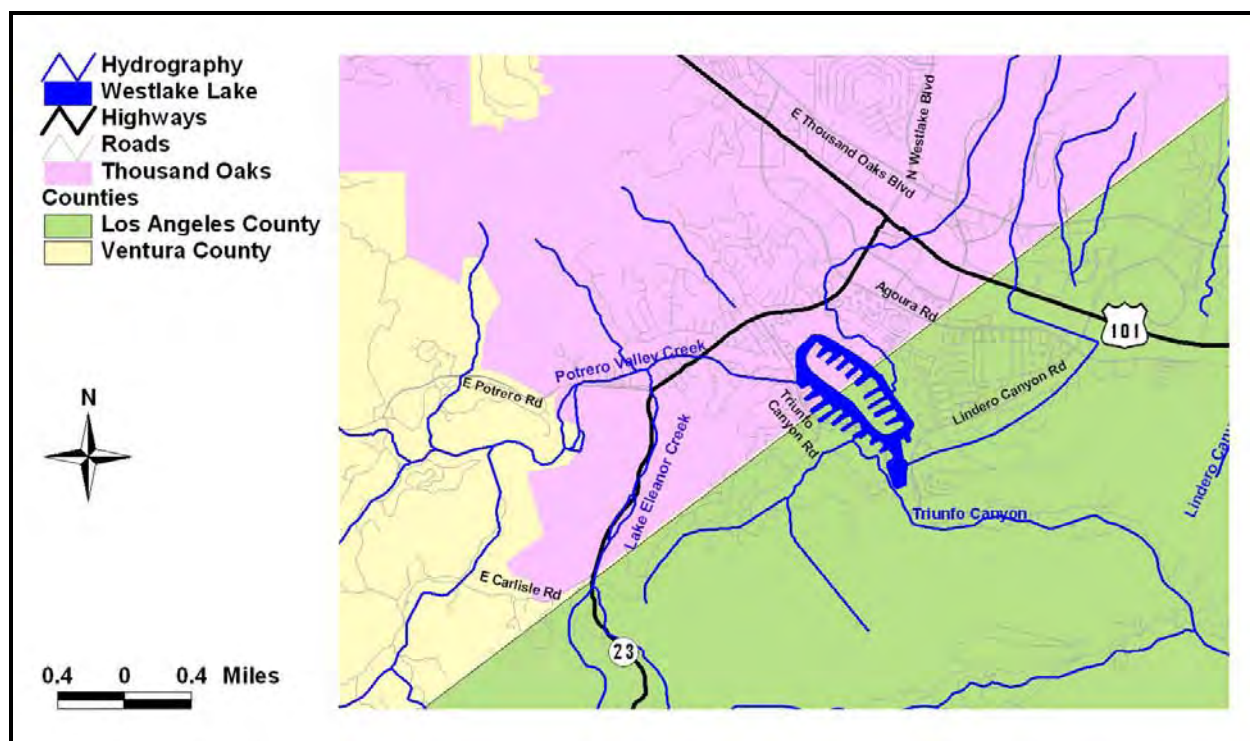 Hydrography
Westlake Lake
Highways
Roads
Thousand Oaks
Counties
Los Angeles County
Ventura County
N
0.4 0 0.4 Miles
E Thousand Oaks Blvd
N Westlake Blvd
Agoura Rd
101
Potrero Valley Creek
E Potrero Rd
Triunfo
Canyon Rd
Lindero Canyon Rd
Lake Eleanor Creek
Triunfo Canyon
Lindero Cany
E Carlisle Rd
23